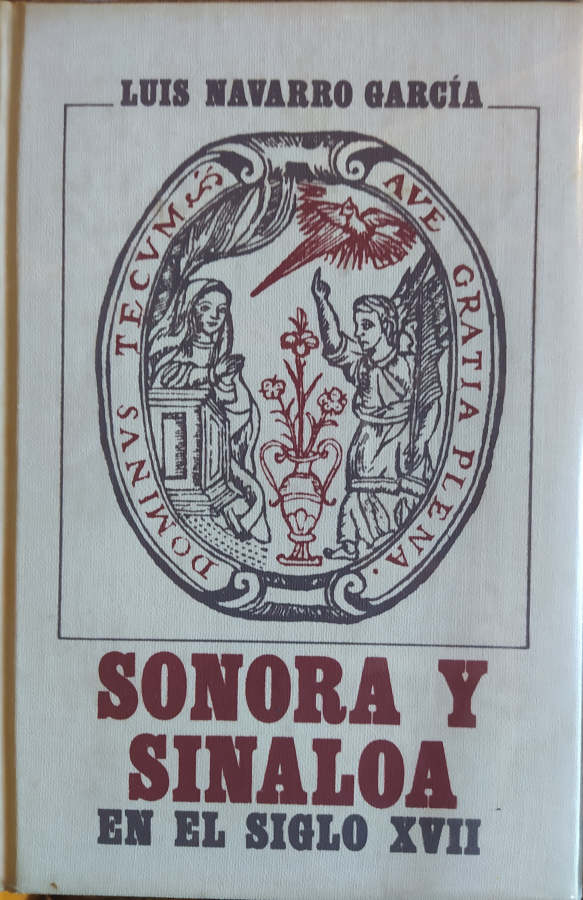 LUIS NAVARRO GARCÍA
AVE GRATIA PLENA.
DOMINVS TECVM
SONORA Y
SINALOA
EN EL SIGLO XVII